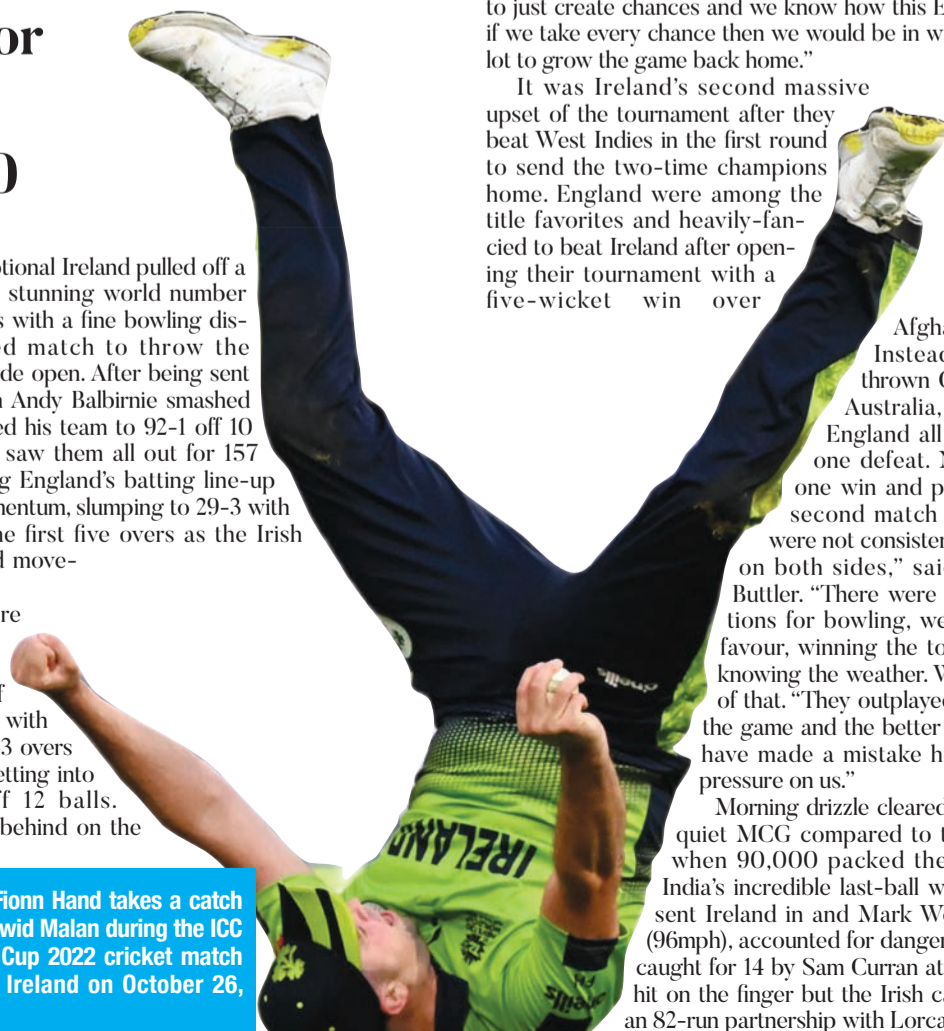 or
0
tional Ireland pulled off a
stunning world number
s with a fine bowling dis-
ed match to throw the
de open. After being sent
n Andy Balbirnie smashed
ed his team to 92-1 off 10
saw them all out for 157
g England's batting line-up
mentum, slumping to 29-3 with
he first five overs as the Irish
d move-
re
f
with
3 overs
etting into
ff 12 balls.
behind on the
Fionn Hand takes a catch
wid Malan during the ICC
Cup 2022 cricket match
Ireland on October 26,
to just create chances and we know how this E
if we take every chance then we would be in w
lot to grow the game back home."
It was Ireland's second massive
upset of the tournament after they
beat West Indies in the first round
to send the two-time champions
home. England were among the
title favorites and heavily-fan-
cied to beat Ireland after open-
ing their tournament with a
five-wicket win over
Afgha
Instead
thrown G
Australia,
England all
one defeat. N
one win and p
second match
were not consisten
on both sides," said
Buttler. "There were
tions for bowling, we
favour, winning the to
knowing the weather. W
of that. "They outplayed
the game and the better
have made a mistake h
pressure on us."
Morning drizzle cleared
quiet MCG compared to t
when 90,000 packed the
India's incredible last-ball w
sent Ireland in and Mark Wo
(96mph), accounted for danger
caught for 14 by Sam Curran at
hit on the finger but the Irish ca
an 82-run partnership with Lorca
o'neills
IRELAND
FH
o'neills